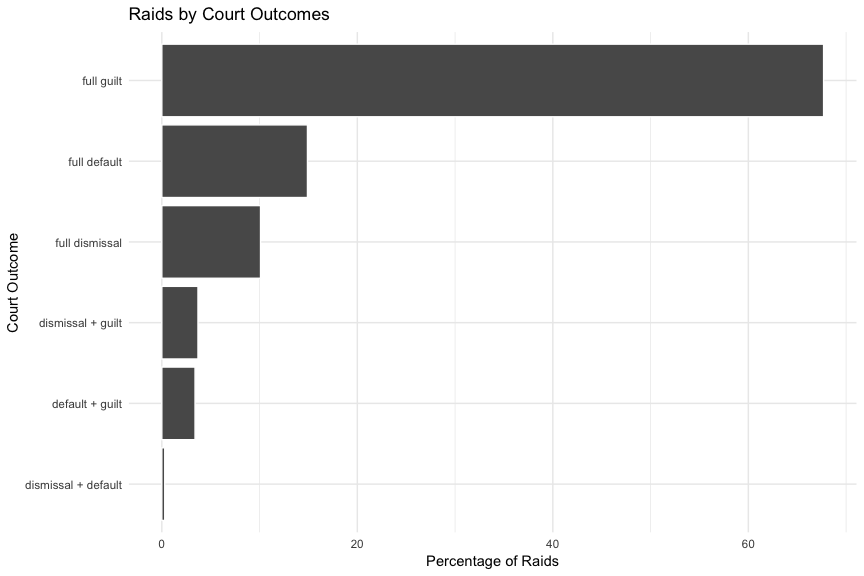 Raids by Court Outcomes
Court Outcome
full guilt
full default
full dismissal
dismissal + guilt
default + guilt
dismissal + default
0 20 40 60
Percentage of Raids